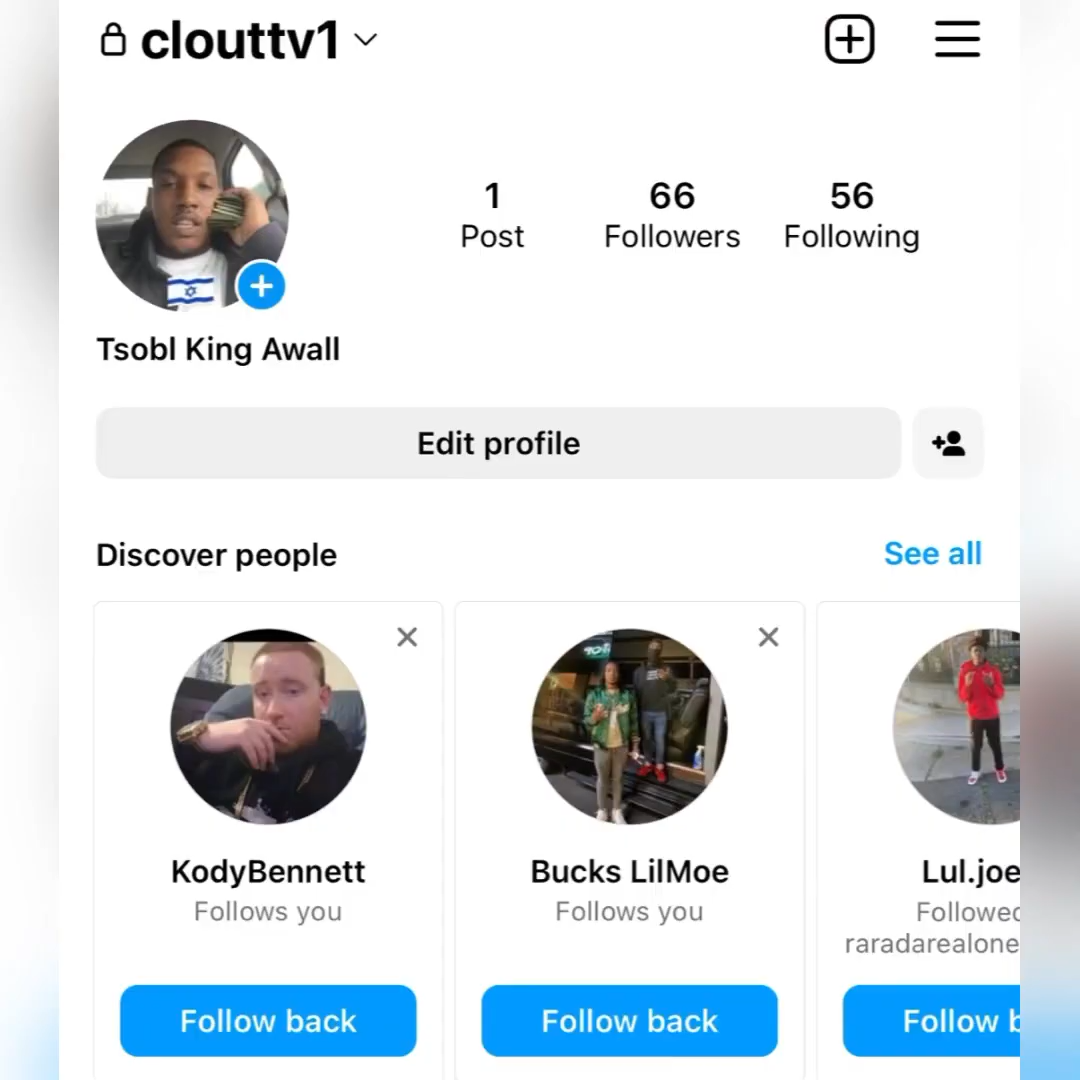 clouttv1
1 66 56
Post Followers Following
Tsobl King Awall
Edit profile
Discover people See all
KodyBennett Bucks LilMoe Lul.joe
Follows you Follows you Followed
raradarealone
Follow back Follow back Follow b